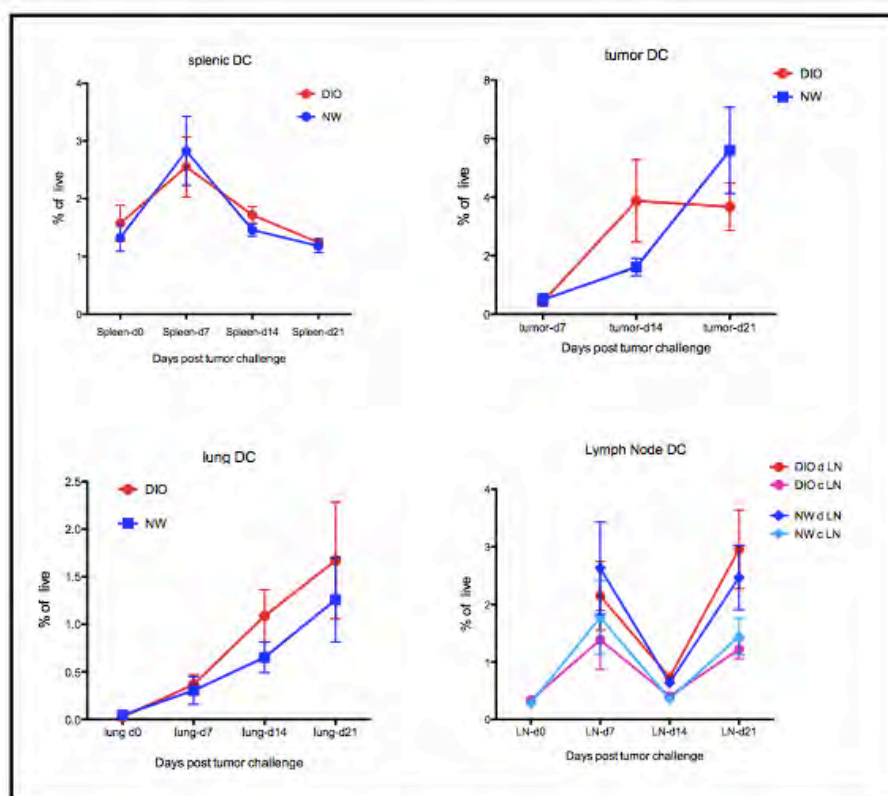 splenic DC
DIO
NW
4
3
2
1
0
% of live
Spleen-d0 Spleen-d7 Spleen-d14 Spleen-d21
Days post tumor challenge
tumor DC
DIO
NW
8
6
4
2
0
% of live
tumor-d7 tumor-d14 tumor-d21
Days post tumor challenge
lung DC
DIO
NW
2.5
2.0
1.5
1.0
0.5
0.0
% of live
lung-d0 lung-d7 lung-d14 lung-d21
Days post tumor challenge
Lymph Node DC
DIO d LN
DIO c LN
NW d LN
NW c LN
4
3
2
1
0
% of live
LN-d0 LN-d7 LN-d14 LN-d21
Days post tumor challenge